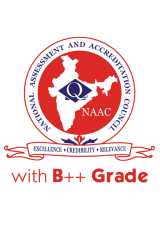 NATIONAL ASSESSMENT AND ACCREDITATION COUNCIL
Q
NAAC
EXCELLENCE • CREDIBILITY • RELEVANCE
with B++ Grade